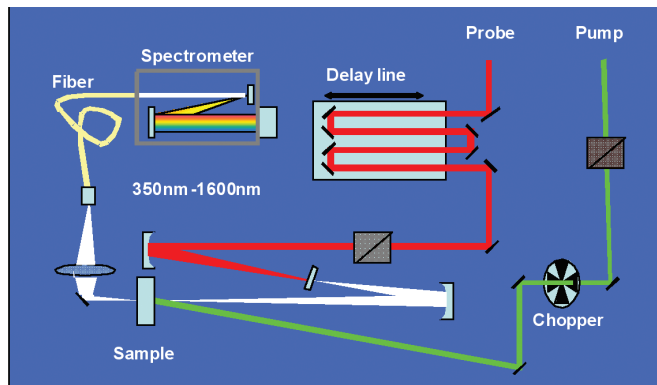 Probe
Pump
Spectrometer
Fiber
Delay line
350nm-1600nm
Chopper
Sample